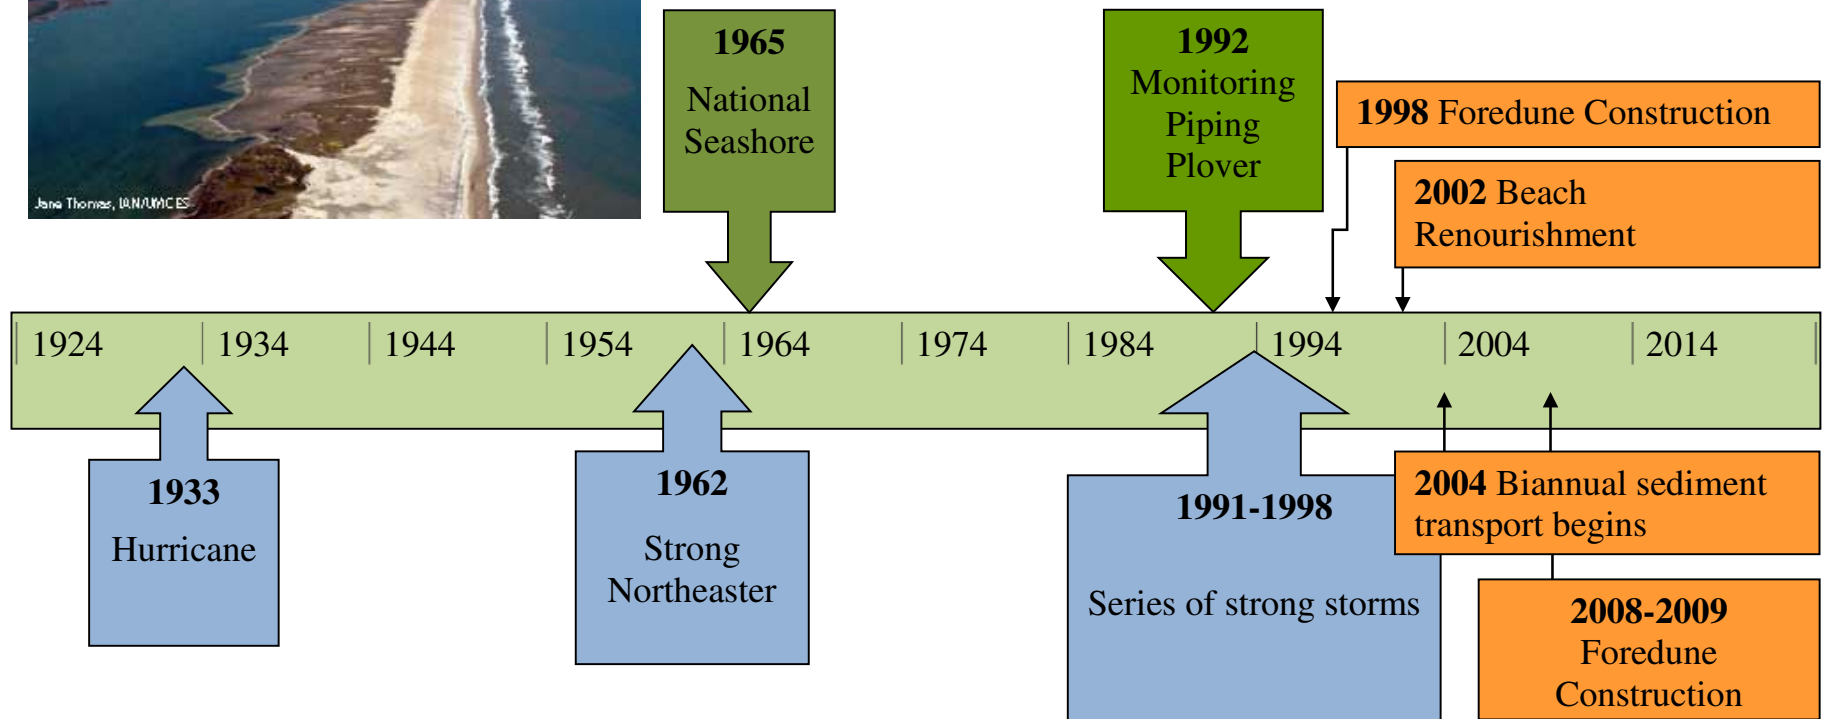 Jane Thomas, IAN/UMCES
1965
National
Seashore
1992
Monitoring
Piping
Plover
1998 Foredune Construction
2002 Beach
Renourishment
1924
1934
1944
1954
1964
1974
1984
1994
2004
2014
1933
Hurricane
1962
Strong
Northeaster
1991-1998
Series of strong storms
2004 Biannual sediment
transport begins
2008-2009
Foredune
Construction